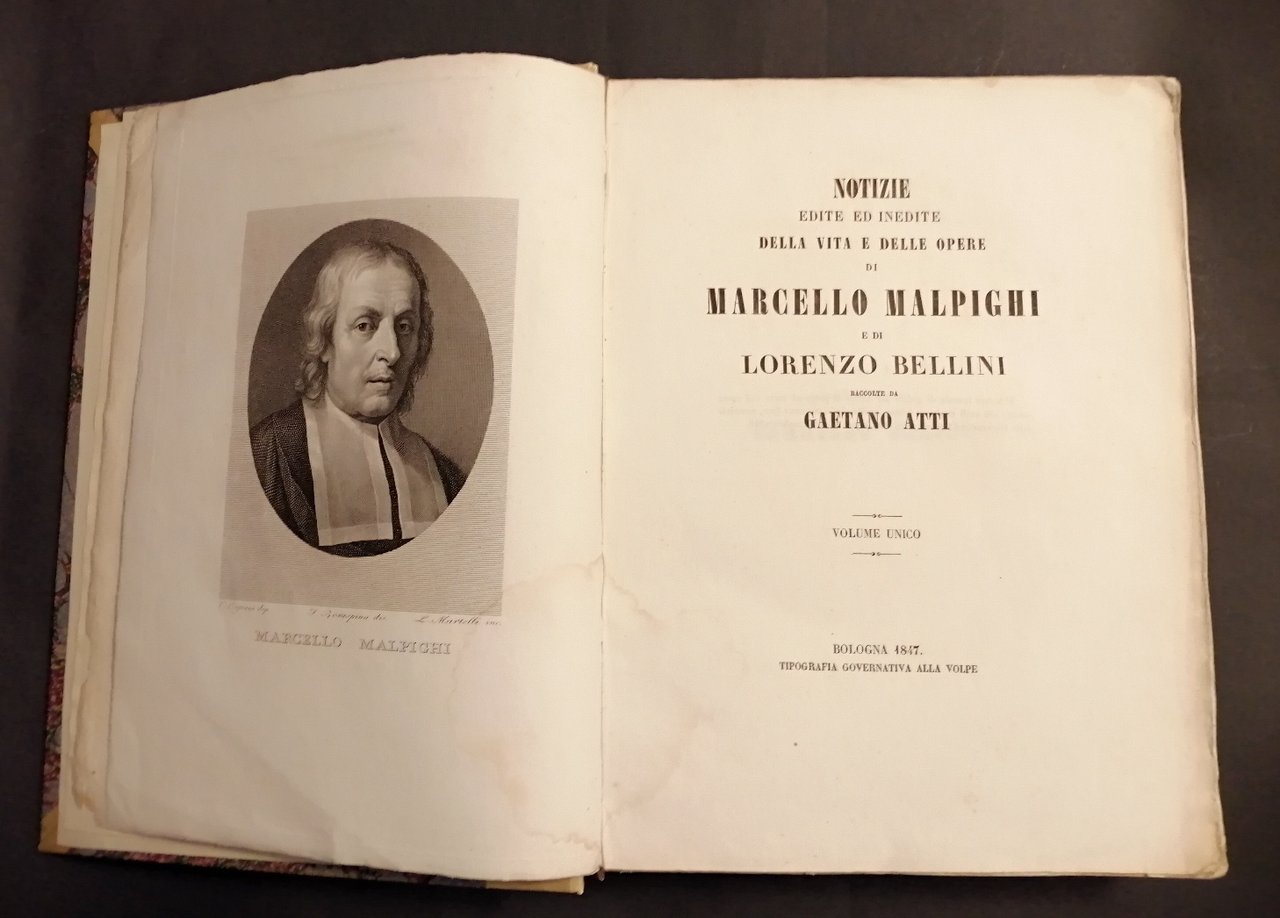 inc.
MARCELLO MALPIGHI
NOTIZIE
EDITE ED INEDITE
DELLA VITA E DELLE OPERE
DI
MARCELLO MALPIGHI
E DI
LORENZO BELLINI
RACCOLTE DA
GAETANO ATTI
VOLUME UNICO
BOLOGNA 1847.
TIPOGRAFIA GOVERNATIVA ALLA VOLPE